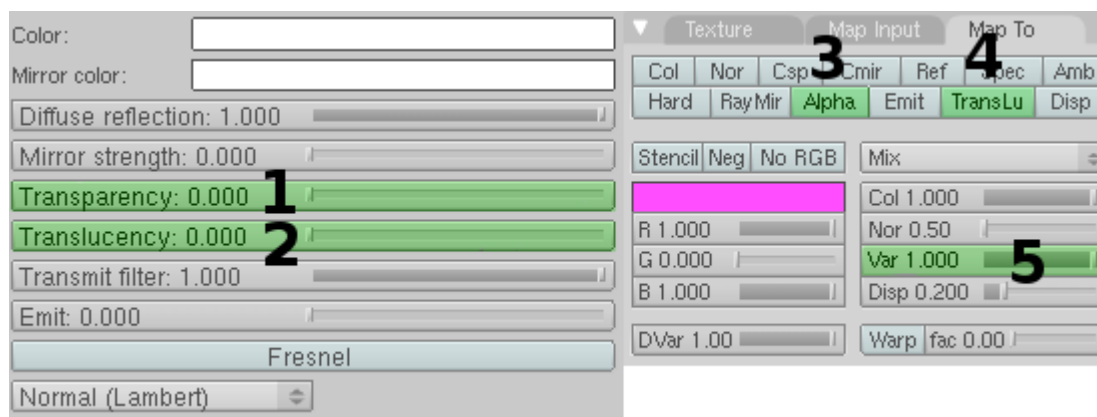 Color:
Mirror color:
Diffuse reflection: 1.000
Mirror strength: 0.000
Transparency: 0.000 1
Translucency: 0.000 2
Transmit filter: 1.000
Emit: 0.000
Fresnel
Normal (Lambert)
Texture Map Input Map To
3 4
Col Nor Csp Cmir Ref Spec Amb
Hard RayMir Alpha Emit TransLu Disp
Stencil Neg No RGB Mix
Col 1.000
R 1.000 Nor 0.50
G 0.000 Var 1.000 5
B 1.000 Disp 0.200
DVar 1.00 Warp fac 0.00